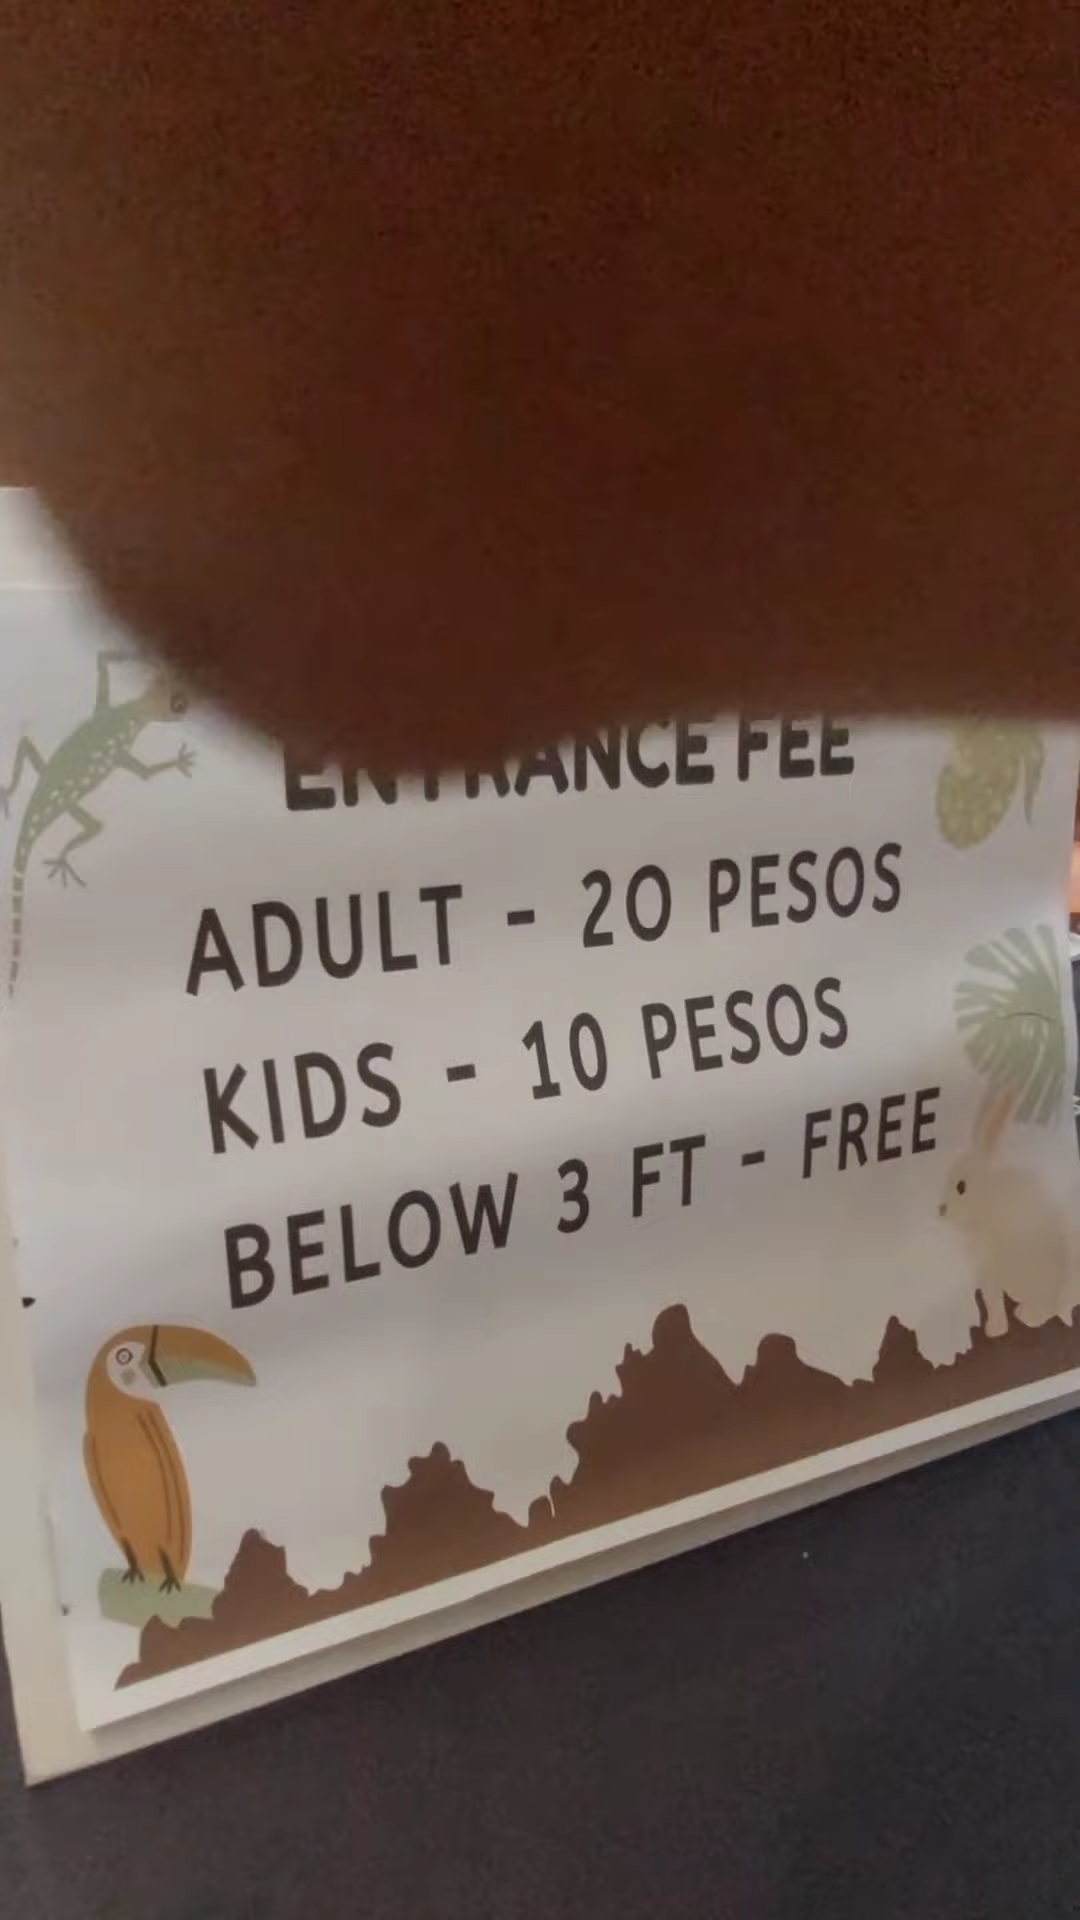 ENTRANCE FEE
ADULT - 20 PESOS
KIDS - 10 PESOS
BELOW 3 FT - FREE